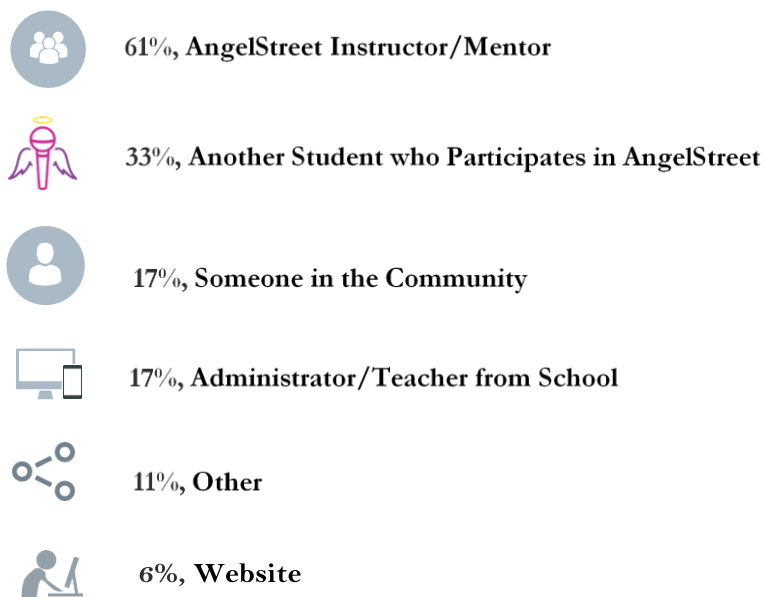 61%, AngelStreet Instructor/Mentor
33%, Another Student who Participates in AngelStreet
17%, Someone in the Community
17%, Administrator/Teacher from School
11%, Other
6%, Website